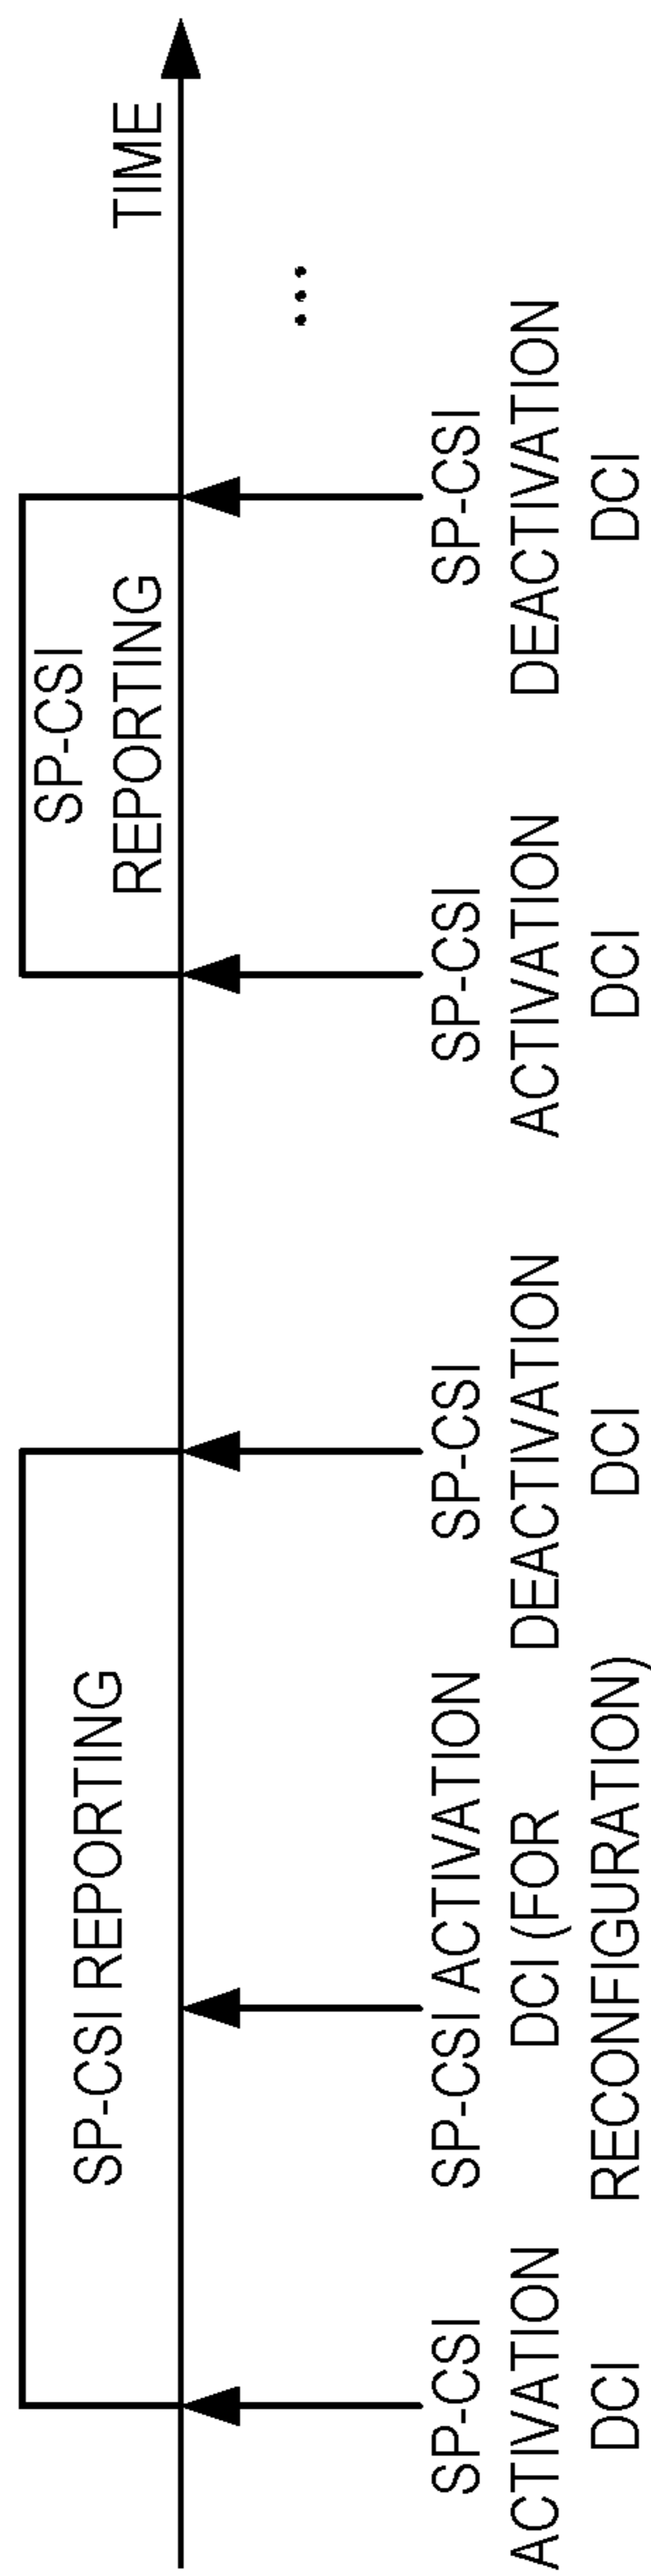 SP-CSI REPORTING
SP-CSI
REPORTING
TIME
SP-CSI
ACTIVATION
DCI
SP-CSI ACTIVATION
DCI (FOR
RECONFIGURATION)
SP-CSI
DEACTIVATION
DCI
SP-CSI
ACTIVATION
DCI
SP-CSI
DEACTIVATION
DCI
...